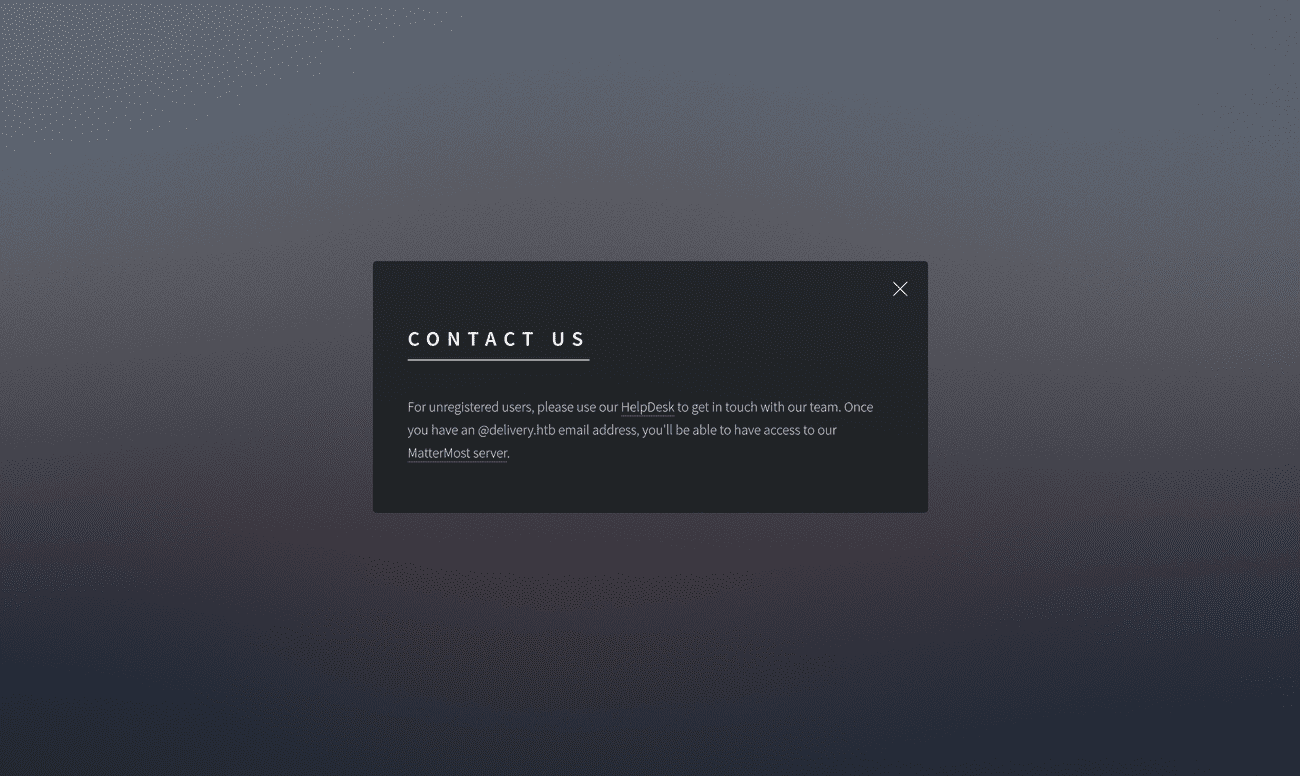 CONTACT US
For unregistered users, please use our HelpDesk to get in touch with our team. Once
you have an @delivery.htb email address, you'll be able to have access to our
MatterMost server.